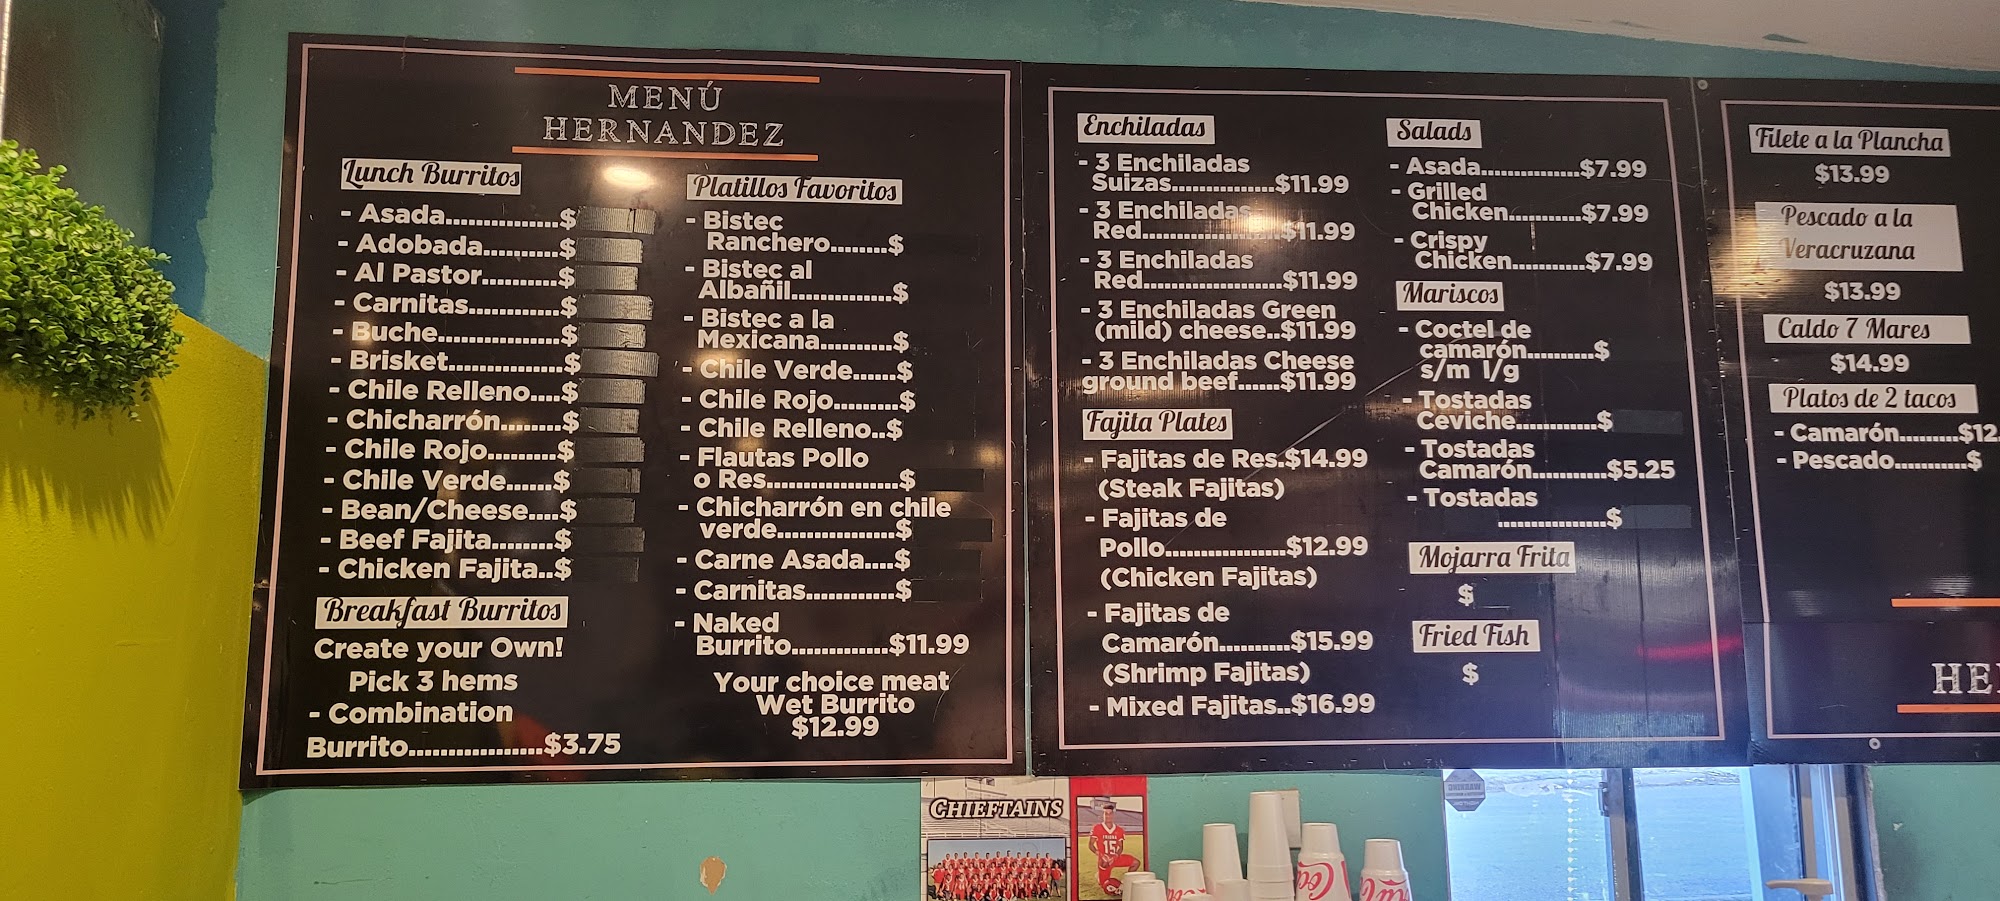 MENÚ
HERNANDEZ
Lunch Burritos
- Asada..................$
- Adobada............$
- Al Pastor............$
- Carnitas...............$
- Buche..................$
- Brisket..................$
- Chile Relleno....$
- Chicharrón........$
- Chile Rojo..........$
- Chile Verde.......$
- Bean/Cheese....$
- Beef Fajita.........$
- Chicken Fajita..$
Breakfast Burritos
Create your Own!
Pick 3 hems
- Combination
Burrito..................$3.75
Platillos Favoritos
- Bistec
Ranchero........$
- Bistec al
Albañil...............$
- Bistec a la
Mexicana..........$
- Chile Verde......$
- Chile Rojo.........$
- Chile Relleno..$
- Flautas Pollo
o Res...................$
- Chicharrón en chile
verde.................$
- Carne Asada....$
- Carnitas............$
- Naked
Burrito..............$11.99
Your choice meat
Wet Burrito
$12.99
Enchiladas
- 3 Enchiladas
Suizas...............$11.99
- 3 Enchiladas
Red....................$11.99
- 3 Enchiladas
Red.....................$11.99
- 3 Enchiladas Green
(mild) cheese..$11.99
- 3 Enchiladas Cheese
ground beef......$11.99
Fajita Plates
- Fajitas de Res.$14.99
(Steak Fajitas)
- Fajitas de
Pollo..................$12.99
(Chicken Fajitas)
- Fajitas de
Camarón..........$15.99
(Shrimp Fajitas)
- Mixed Fajitas..$16.99
Salads
- Asada...............$7.99
- Grilled
Chicken...........$7.99
- Crispy
Chicken...........$7.99
Mariscos
- Coctel de
camarón..........$
s/m l/g
- Tostadas
Ceviche............$
- Tostadas
Camarón...........$5.25
- Tostadas
................$
Mojarra Frita
$
Fried Fish
$
Filete a la Plancha
$13.99
Pescado a la
Veracruzana
$13.99
Caldo 7 Mares
$14.99
Platos de 2 tacos
- Camarón.........$12.
- Pescado...........$
HE
CHIEFTAINS
15
WARNING